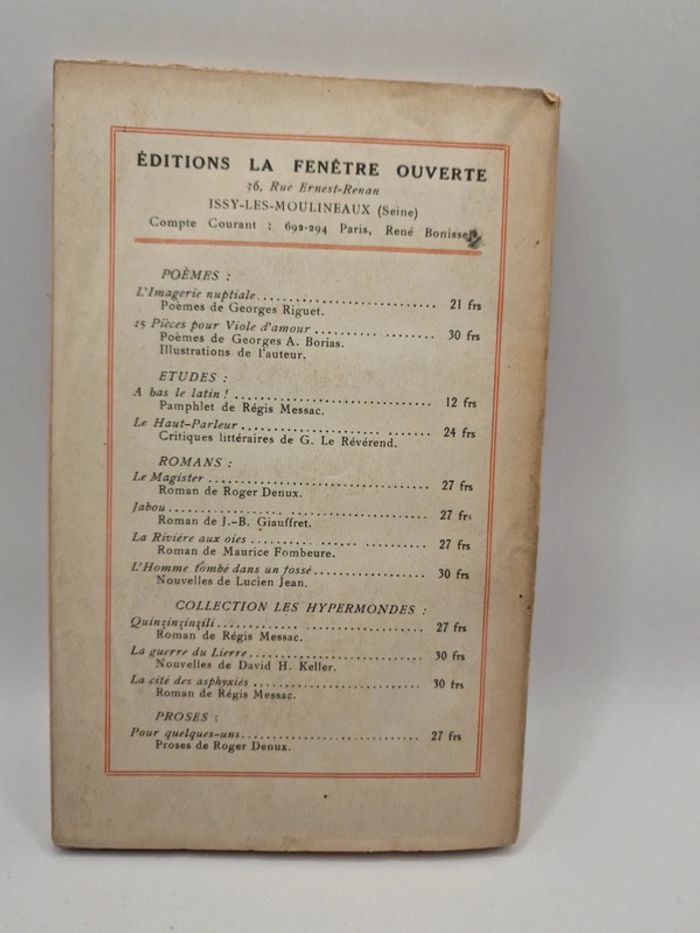 ÉDITIONS LA FENÊTRE OUVERTE
36, Rue Ernest-Renan
ISSY-LES-MOULINEAUX (Seine)
Compte Courant : 692-294 Paris, René Bonissel
POÈMES :
L'Imagerie nuptiale........................... 21 frs
Poèmes de Georges Riguet.
15 Pièces pour Viole d'amour .................. 30 frs
Poèmes de Georges A. Borias.
Illustrations de l'auteur.
ETUDES :
A bas le latin ! .............................. 12 frs
Pamphlet de Régis Messac.
Le Haut-Parleur.............................. 24 frs
Critiques littéraires de G. Le Révérend.
ROMANS :
Le Magister .................................. 27 frs
Roman de Roger Denux.
Jabou........................................ 27 frs
Roman de J.-B. Giauffret.
La Rivière aux oies .......................... 27 frs
Roman de Maurice Fombeure.
L'Homme tombé dans un fossé.................. 30 frs
Nouvelles de Lucien Jean.
COLLECTION LES HYPERMONDES :
Quinzinzinzili................................ 27 frs
Roman de Régis Messac.
La guerre du Lierre........................... 30 frs
Nouvelles de David H. Keller.
La cité des asphyxiés ........................ 30 frs
Roman de Régis Messac.
PROSES :
Pour quelques-uns............................ 27 frs
Proses de Roger Denux.